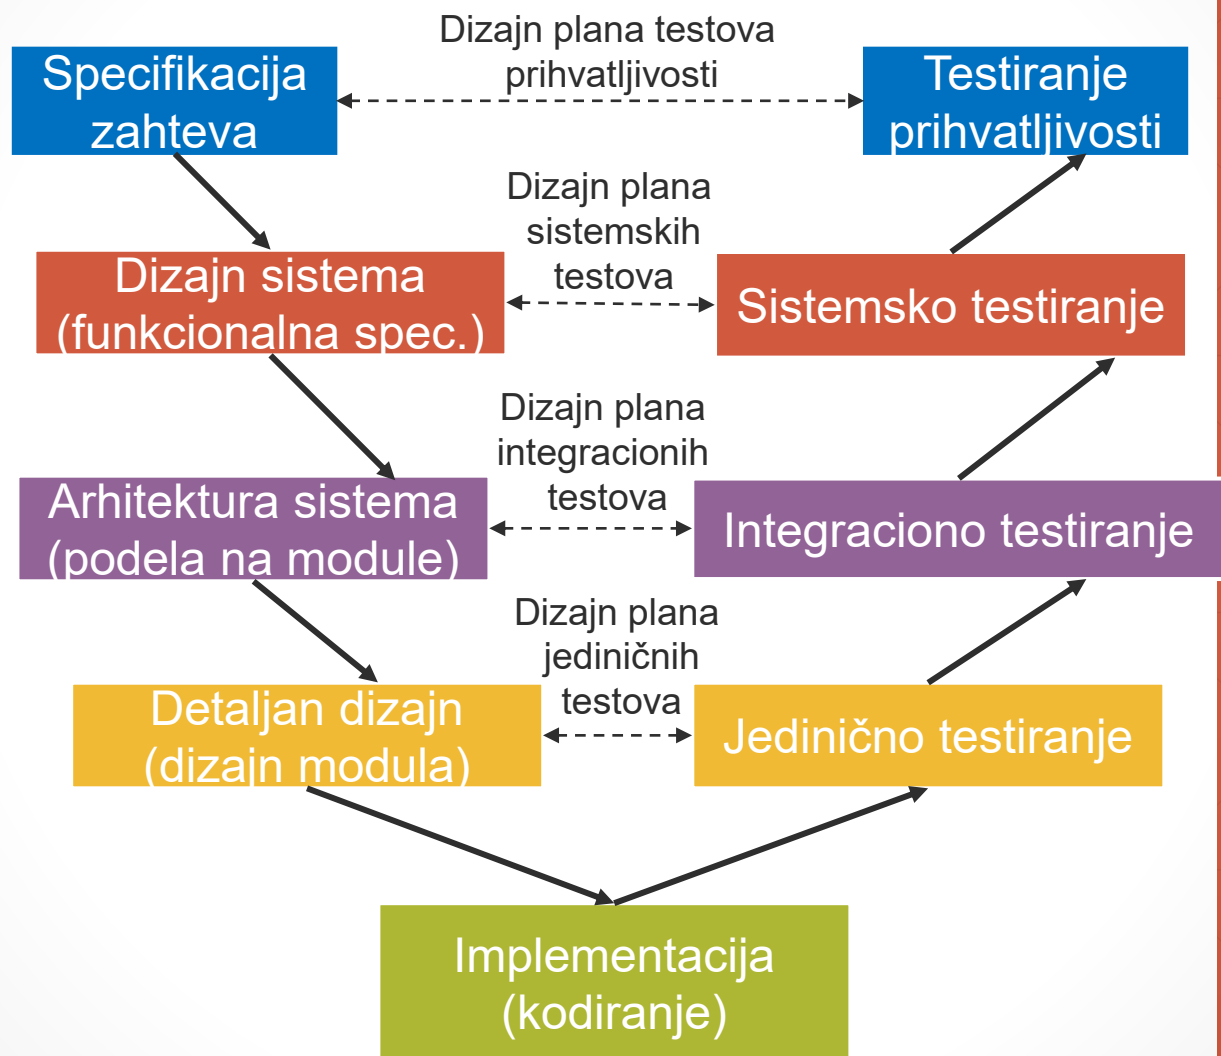 Dizajn plana testova
prihvatljivosti
Specifikacija
zahteva
Testiranje
prihvatljivosti
Dizajn plana
sistemskih
testova
Dizajn sistema
(funkcionalna spec.)
Sistemsko testiranje
Dizajn plana
integracionih
testova
Arhitektura sistema
(podela na module)
Integraciono testiranje
Dizajn plana
jediničnih
testova
Detaljan dizajn
(dizajn modula)
Jedinično testiranje
Implementacija
(kodiranje)